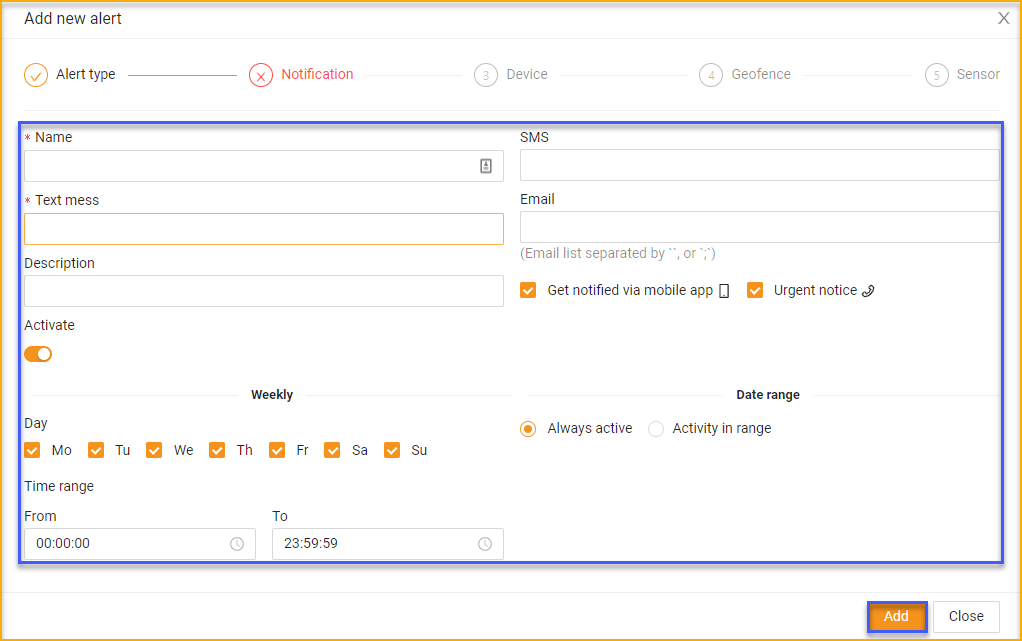 Add new alert
Alert type
Notification
3 Device
4 Geofence
5 Sensor
* Name
SMS
* Text mess
Email
(Email list separated by ``, or `;`)
Description
Get notified via mobile app
Urgent notice
Activate
Weekly
Date range
Day
Always active
Activity in range
Mo Tu We Th Fr Sa Su
Time range
From
To
00:00:00
23:59:59
Add
Close